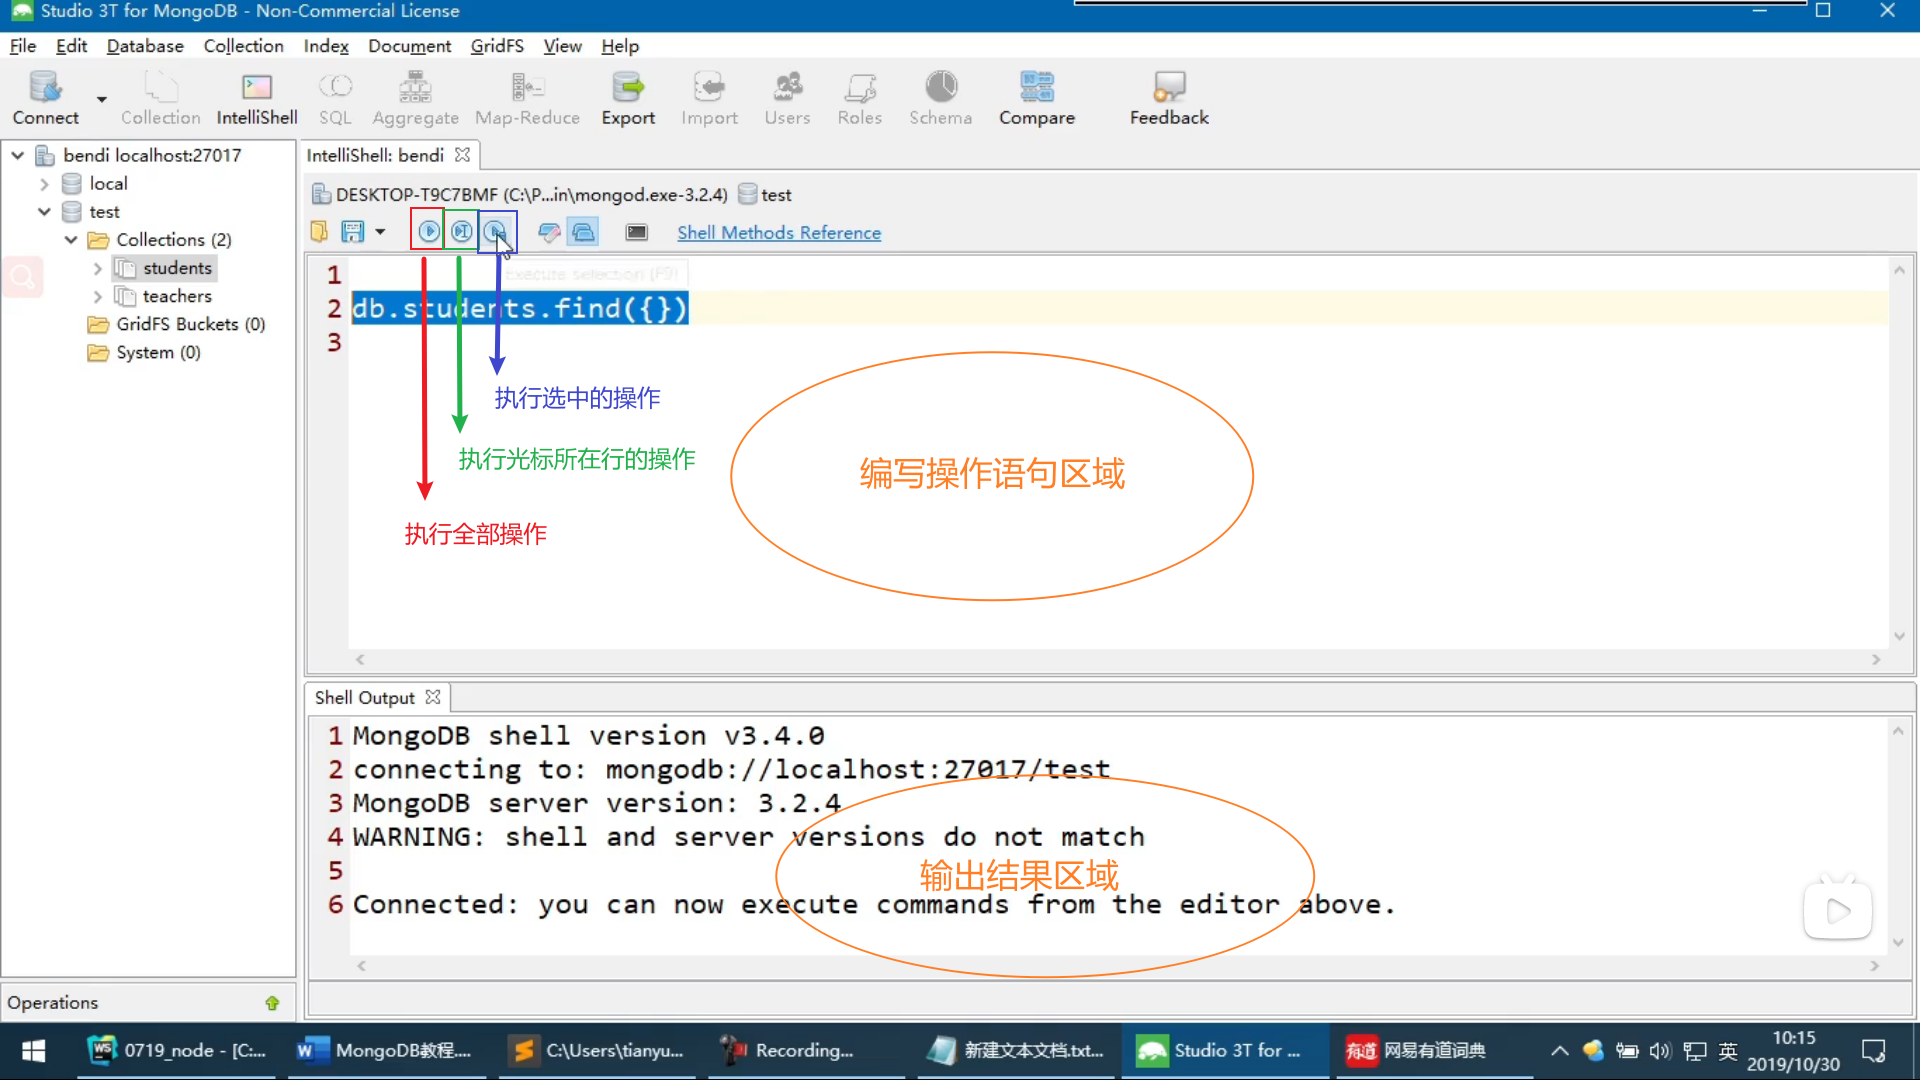 Studio 3T for MongoDB - Non-Commercial License
File Edit Database Collection Index Document GridFS View Help
Connect Collection IntelliShell SQL Aggregate Map-Reduce Export Import Users Roles Schema Compare Feedback
bendi localhost:27017
local
test
Collections (2)
students
teachers
GridFS Buckets (0)
System (0)
IntelliShell: bendi
DESKTOP-T9C7BMF (C:\P...in\mongod.exe-3.2.4) test
Shell Methods Reference
Execute selection (F9)
1
2 db.students.find({})
3
执行选中的操作
执行光标所在行的操作
执行全部操作
编写操作语句区域
Shell Output
1 MongoDB shell version v3.4.0
2 connecting to: mongodb://localhost:27017/test
3 MongoDB server version: 3.2.4
4 WARNING: shell and server versions do not match
5
6 Connected: you can now execute commands from the editor above.
输出结果区域
Operations
0719_node - [C:...
MongoDB教程....
C:\Users\tianyu...
Recording...
新建文本文档.txt...
Studio 3T for ...
有道 网易有道词典
英
10:15
2019/10/30